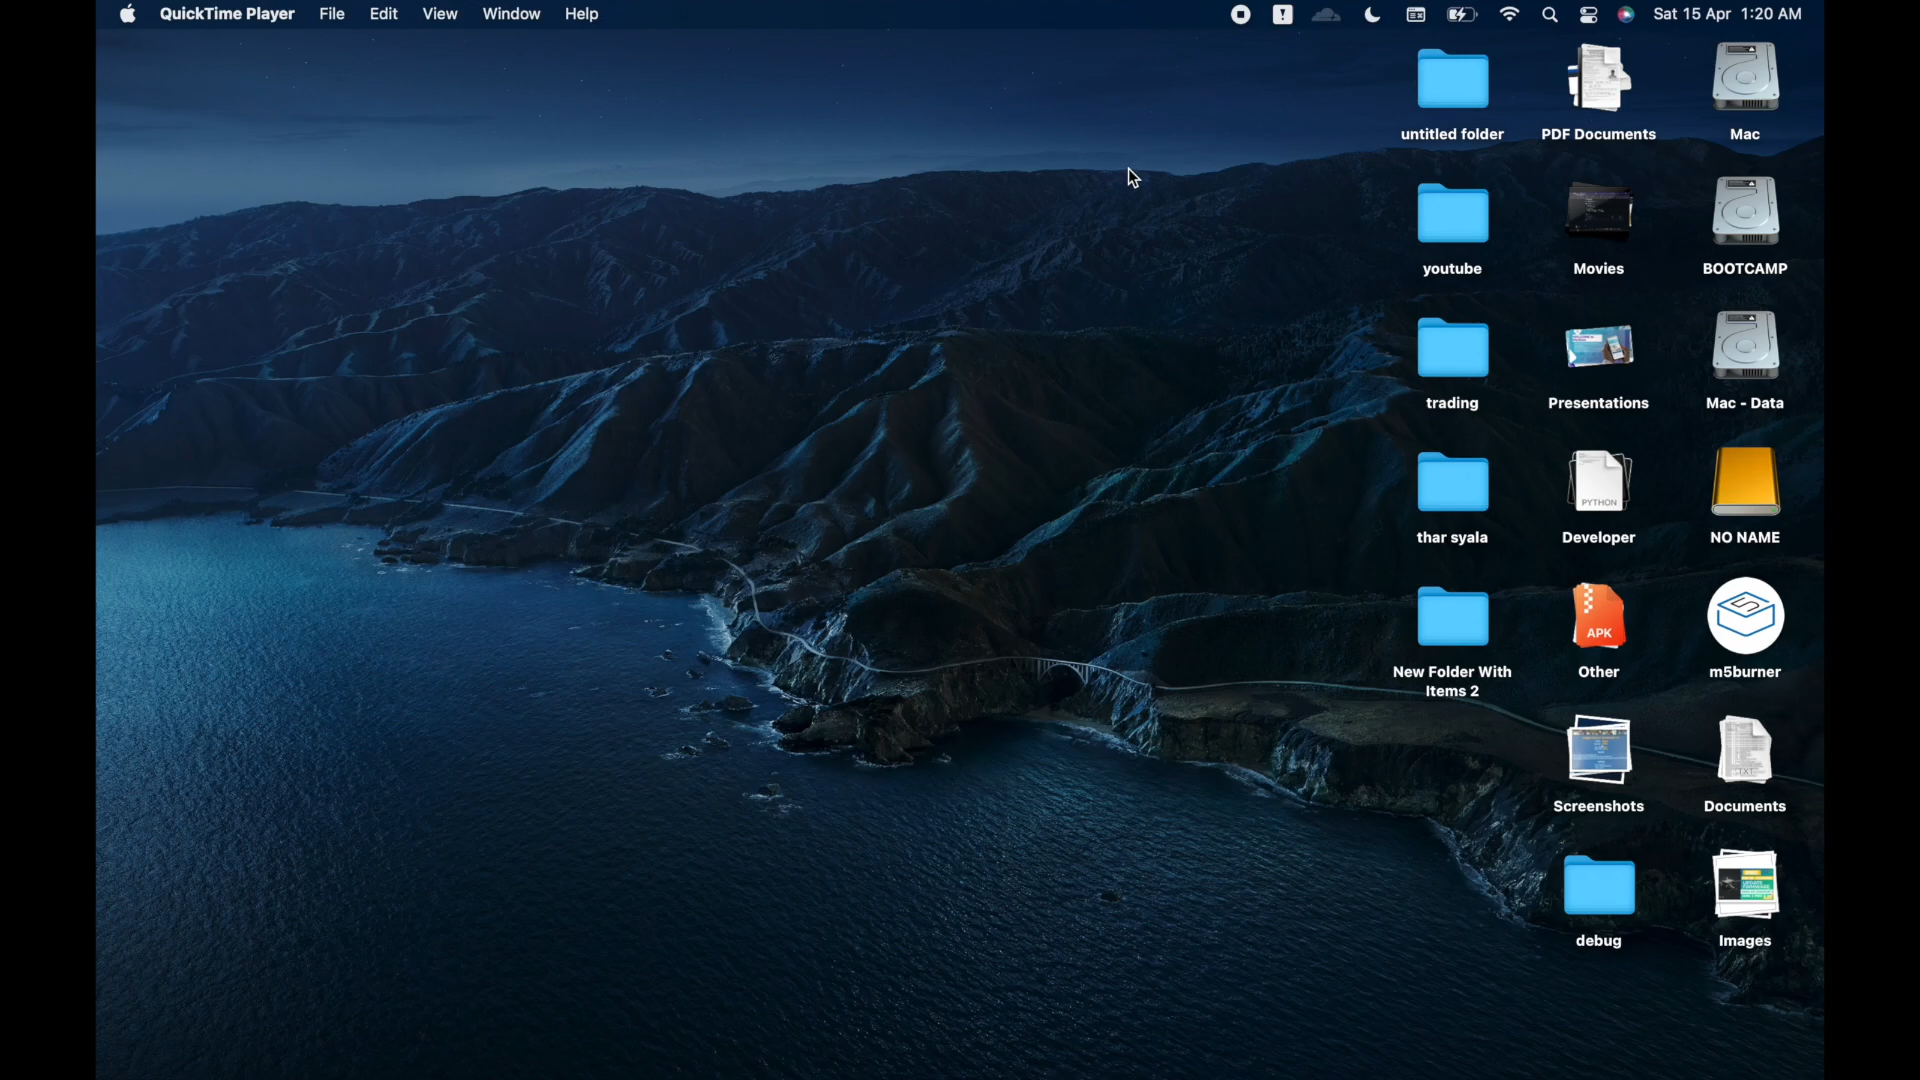 QuickTime Player File Edit View Window Help Sat 15 Apr 1:20 AM
untitled folder PDF Documents Mac
youtube Movies BOOTCAMP
trading Presentations Mac - Data
PYTHON
thar syala Developer NO NAME
APK
New Folder With Other m5burner
Items 2
TXT
Screenshots Documents
debug Images